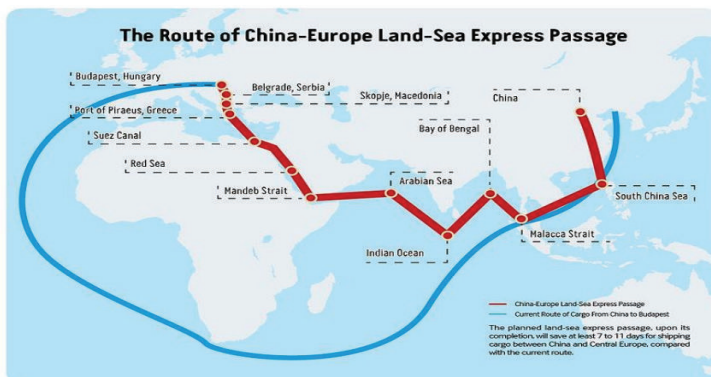 The Route of China-Europe Land-Sea Express Passage
Budapest, Hungary
Belgrade, Serbia
Skopje, Macedonia
China
Port of Piraeus, Greece
Suez Canal
Bay of Bengal
Red Sea
Mandeb Strait
Arabian Sea
South China Sea
Malacca Strait
Indian Ocean
China-Europe Land-Sea Express Passage
Current Route of Cargo From China to Budapest
The planned land-sea express passage, upon its
completion, will save at least 7 to 11 days for shipping
cargo between China and Central Europe, compared
with the current route.